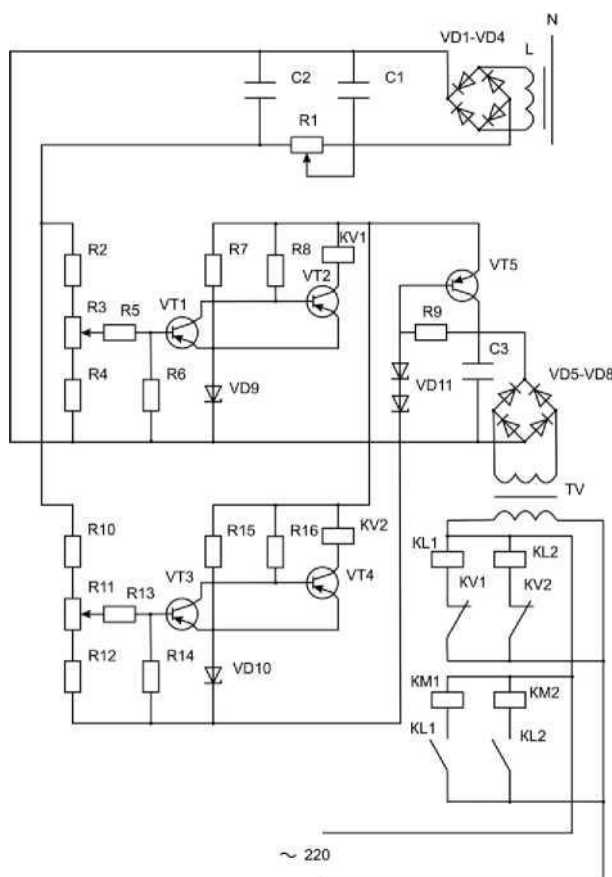 N
VD1-VD4
L
C2
C1
R1
R2
R7
R8
KV1
VT2
VT5
R3
R5
VT1
R9
C3
R4
R6
VD9
VD11
VD5-VD8
TV
R10
R15
R16
KV2
KL1
KL2
R11
R13
VT3
VT4
KV1
KV2
R12
R14
VD10
KM1
KM2
KL1
KL2
~ 220